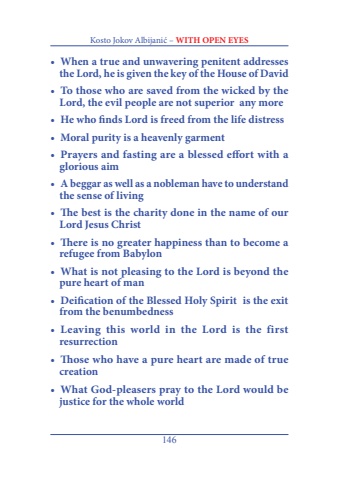 Kosto Jokov Albijanić – WITH OPEN EYES
• When a true and unwavering penitent addresses
the Lord, he is given the key of the House of David
• To those who are saved from the wicked by the
Lord, the evil people are not superior any more
• He who finds Lord is freed from the life distress
• Moral purity is a heavenly garment
• Prayers and fasting are a blessed effort with a
glorious aim
• A beggar as well as a nobleman have to understand
the sense of living
• The best is the charity done in the name of our
Lord Jesus Christ
• There is no greater happiness than to become a
refugee from Babylon
• What is not pleasing to the Lord is beyond the
pure heart of man
• Deification of the Blessed Holy Spirit is the exit
from the benumbedness
• Leaving this world in the Lord is the first
resurrection
• Those who have a pure heart are made of true
creation
• What God-pleasers pray to the Lord would be
justice for the whole world
146